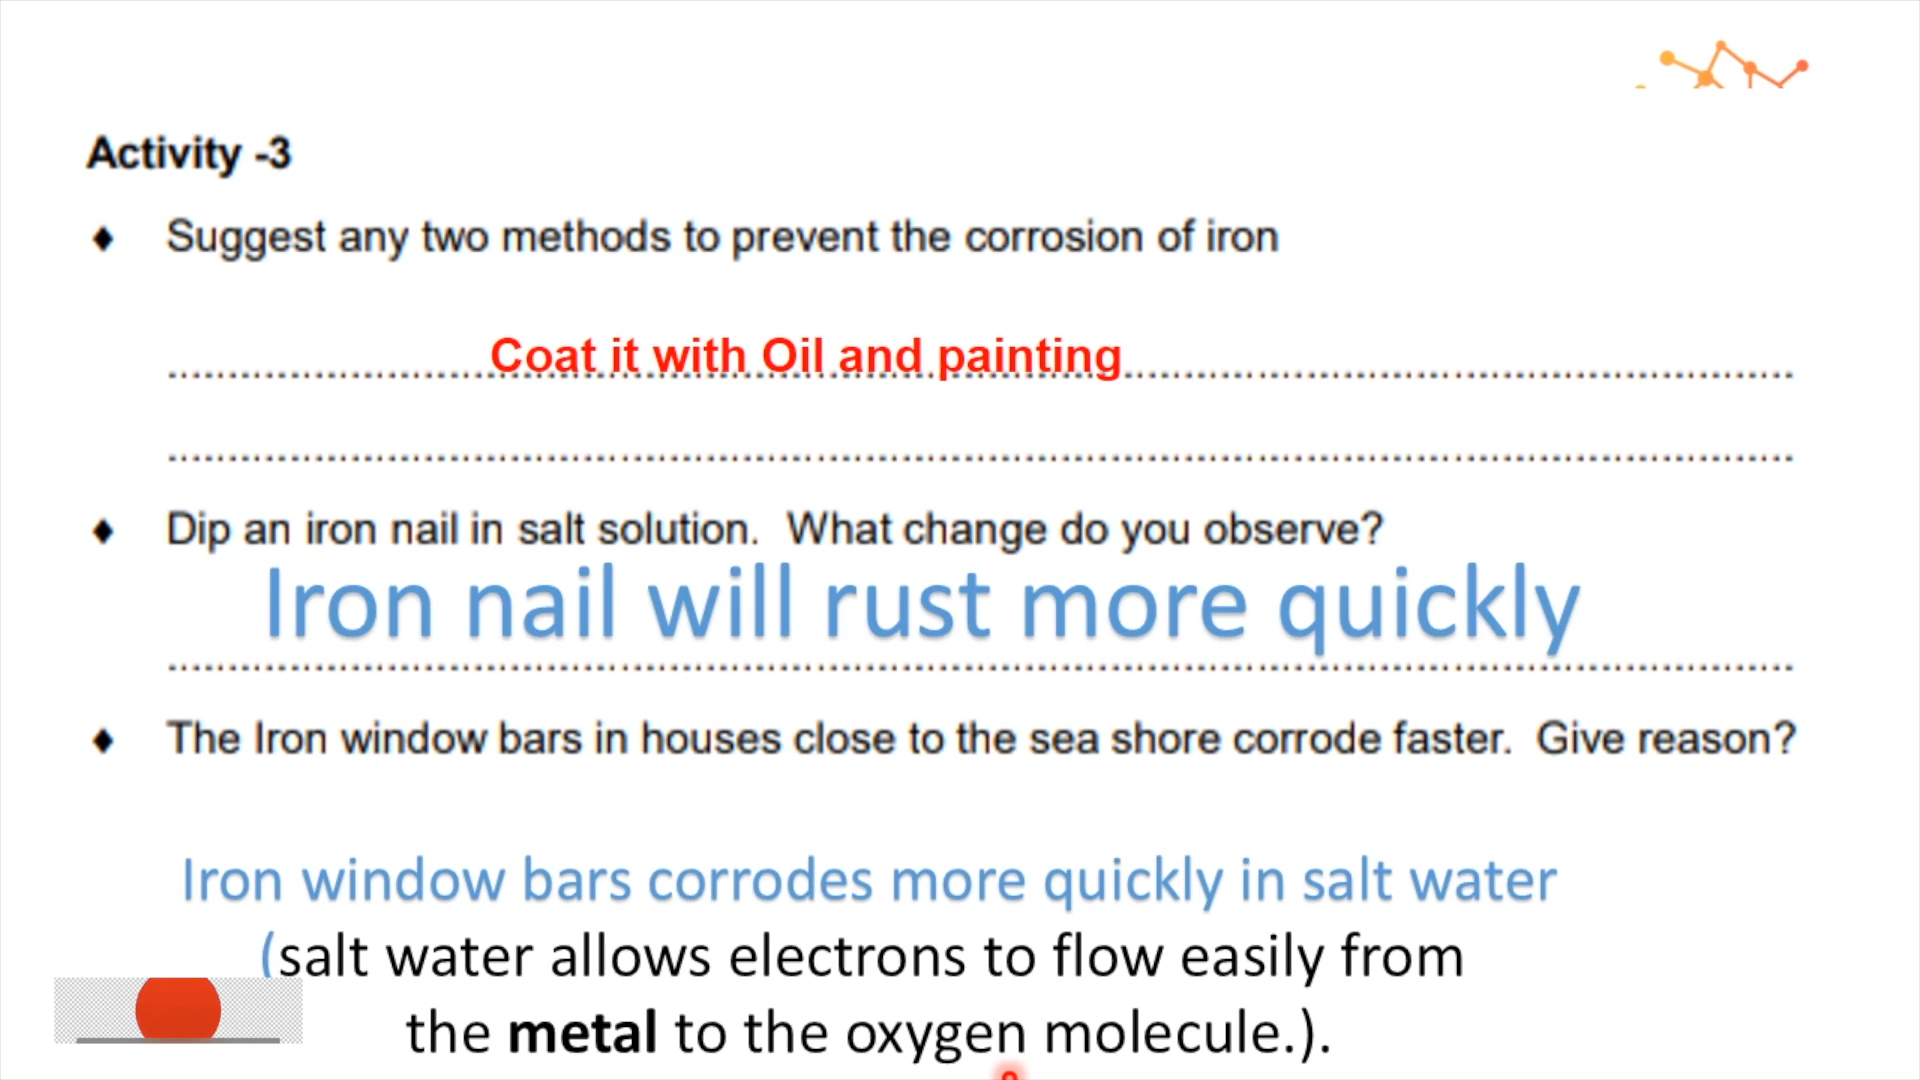 Activity -3
♦ Suggest any two methods to prevent the corrosion of iron
Coat it with Oil and painting
♦ Dip an iron nail in salt solution. What change do you observe?
Iron nail will rust more quickly
♦ The Iron window bars in houses close to the sea shore corrode faster. Give reason?
Iron window bars corrodes more quickly in salt water
(salt water allows electrons to flow easily from
the metal to the oxygen molecule.).